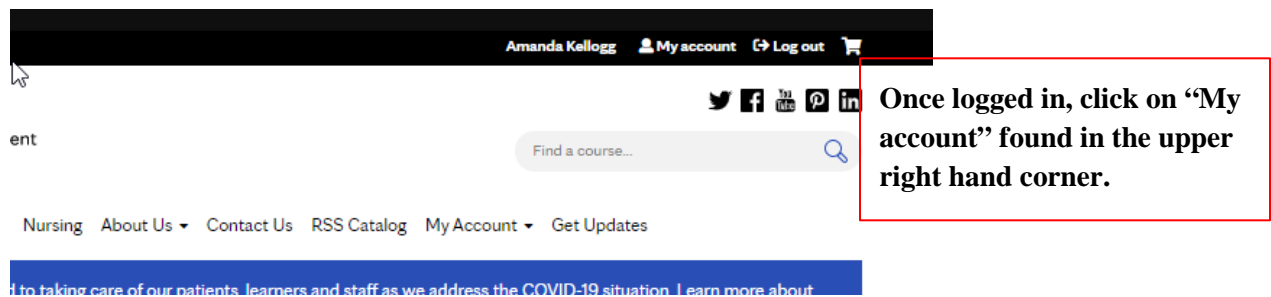 Amanda Kellogg My account Log out
Once logged in, click on “My
account” found in the upper
right hand corner.
ent
Find a course...
Nursing About Us Contact Us RSS Catalog My Account Get Updates
to taking care of our patients, learners and staff as we address the COVID-19 situation. Learn more about